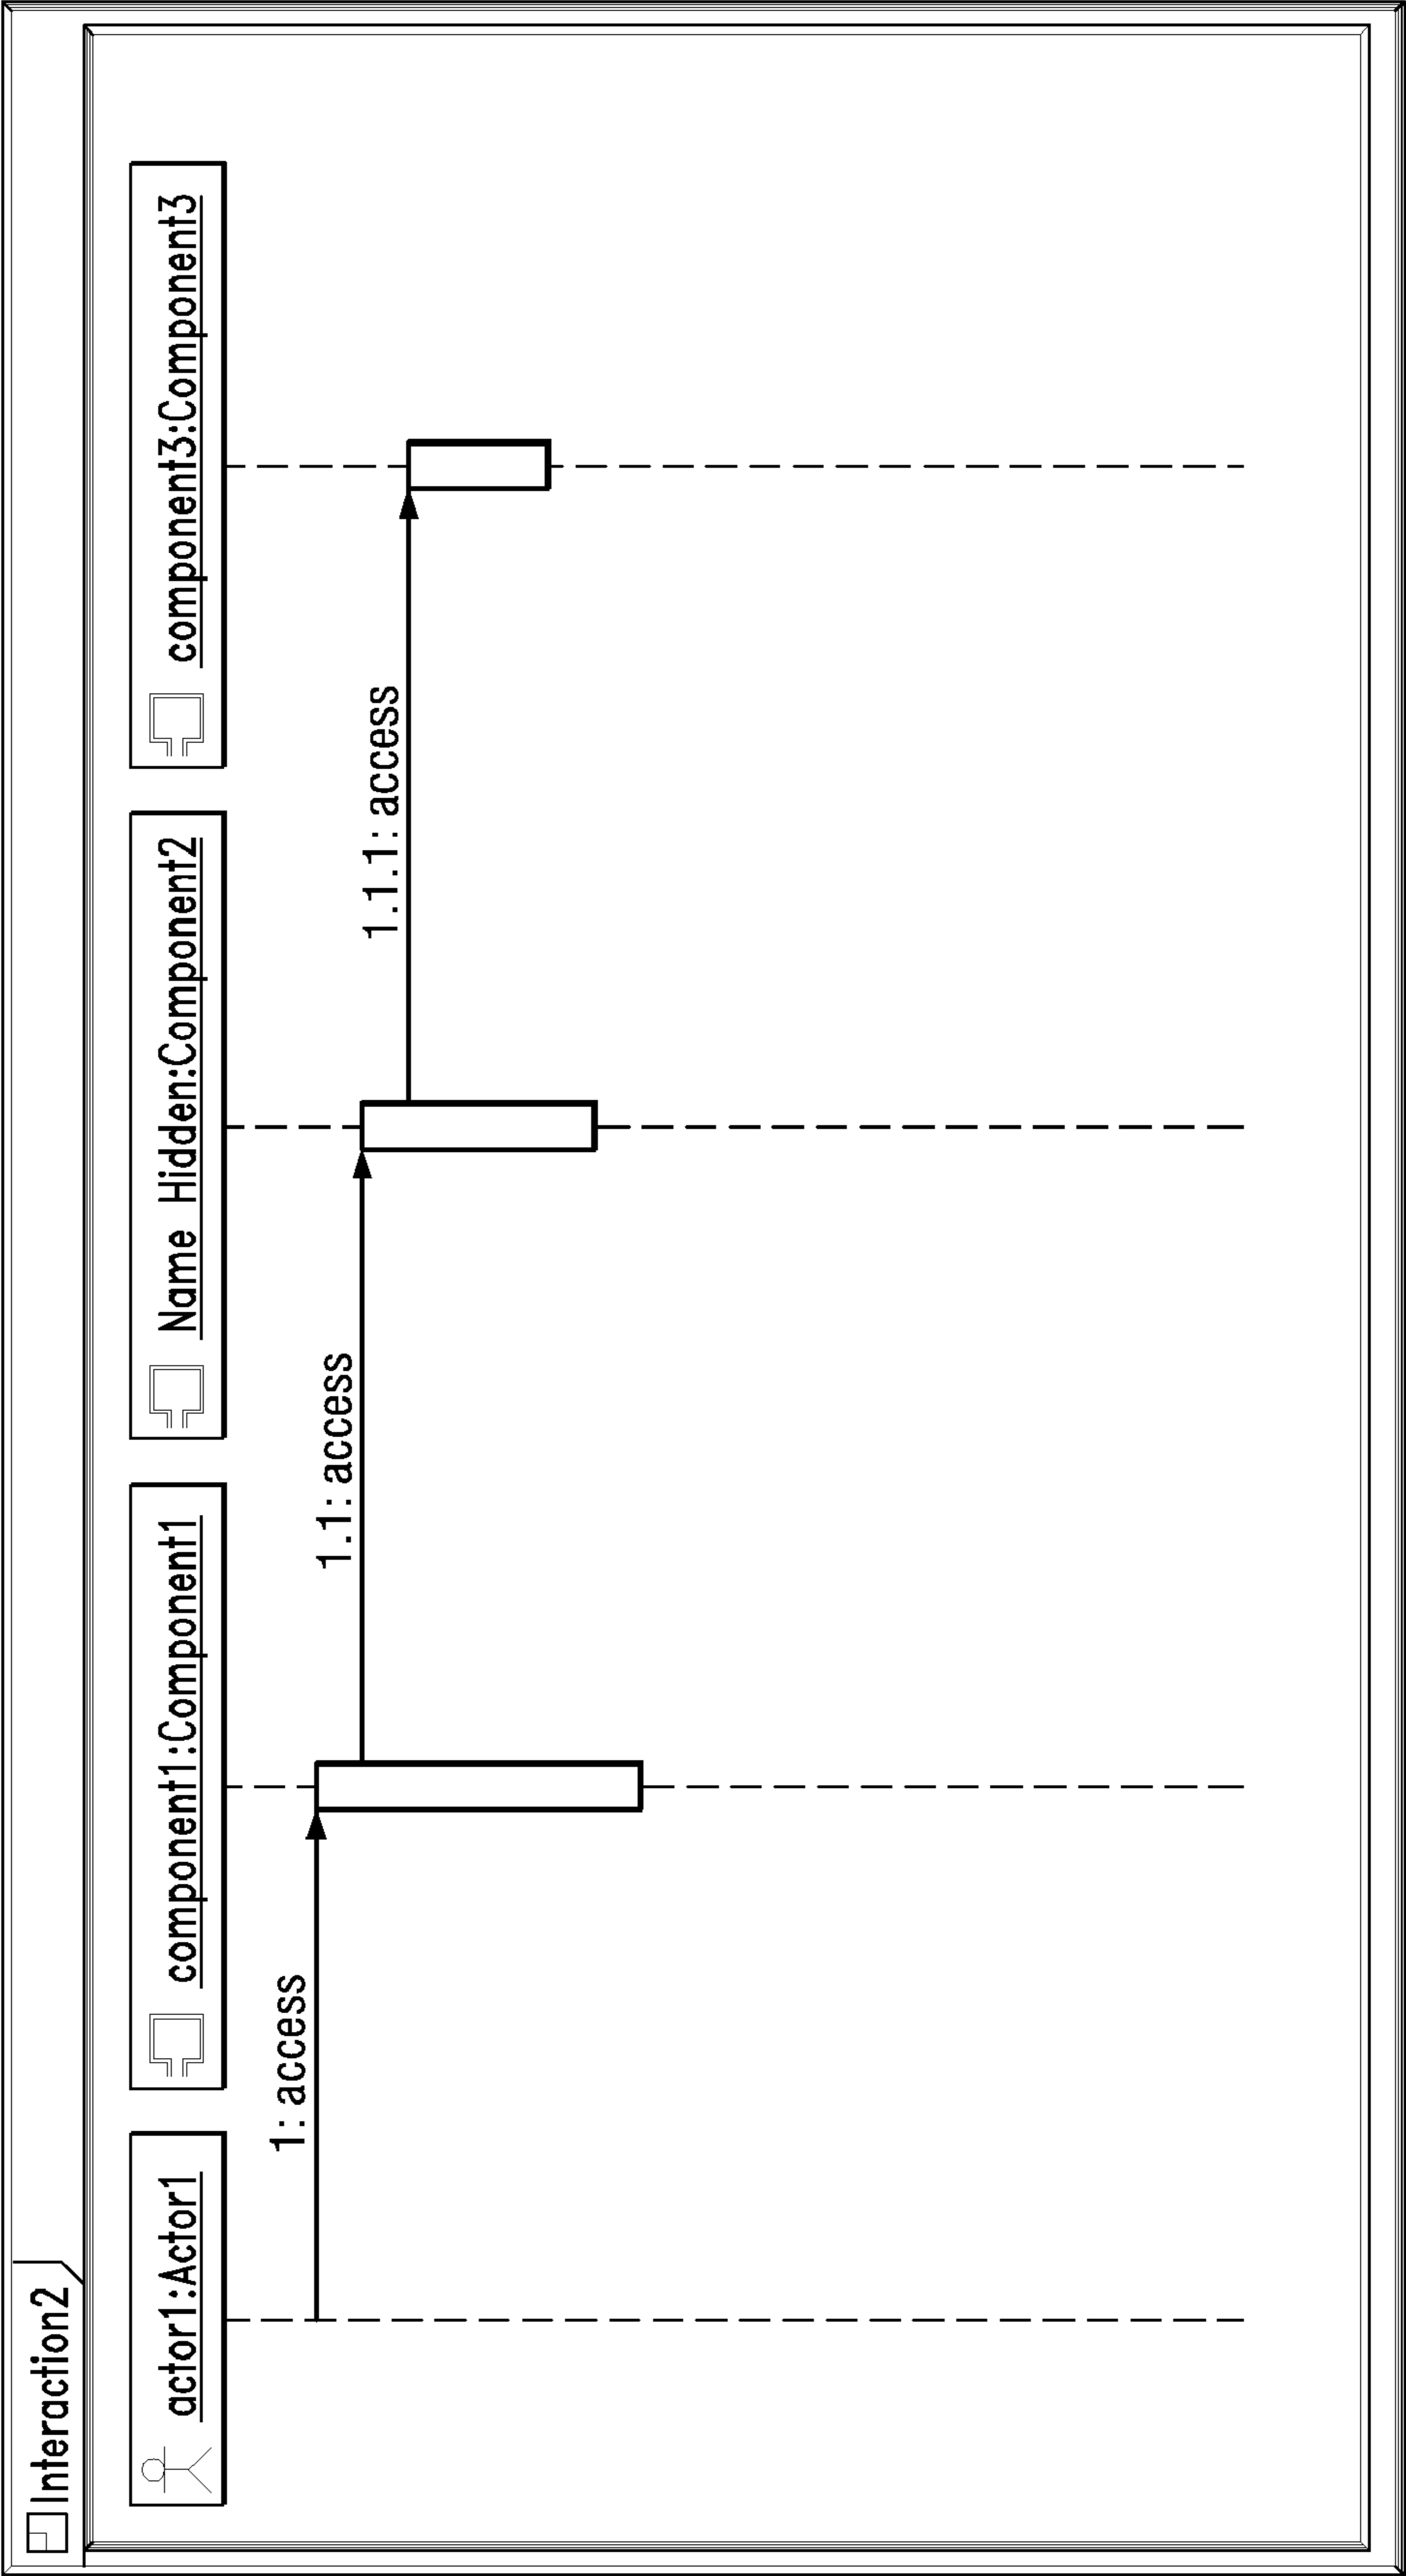 Interaction2
actor1:Actor1
component1:Component1
Name Hidden:Component2
component3:Component3
1: access
1.1: access
1.1.1: access